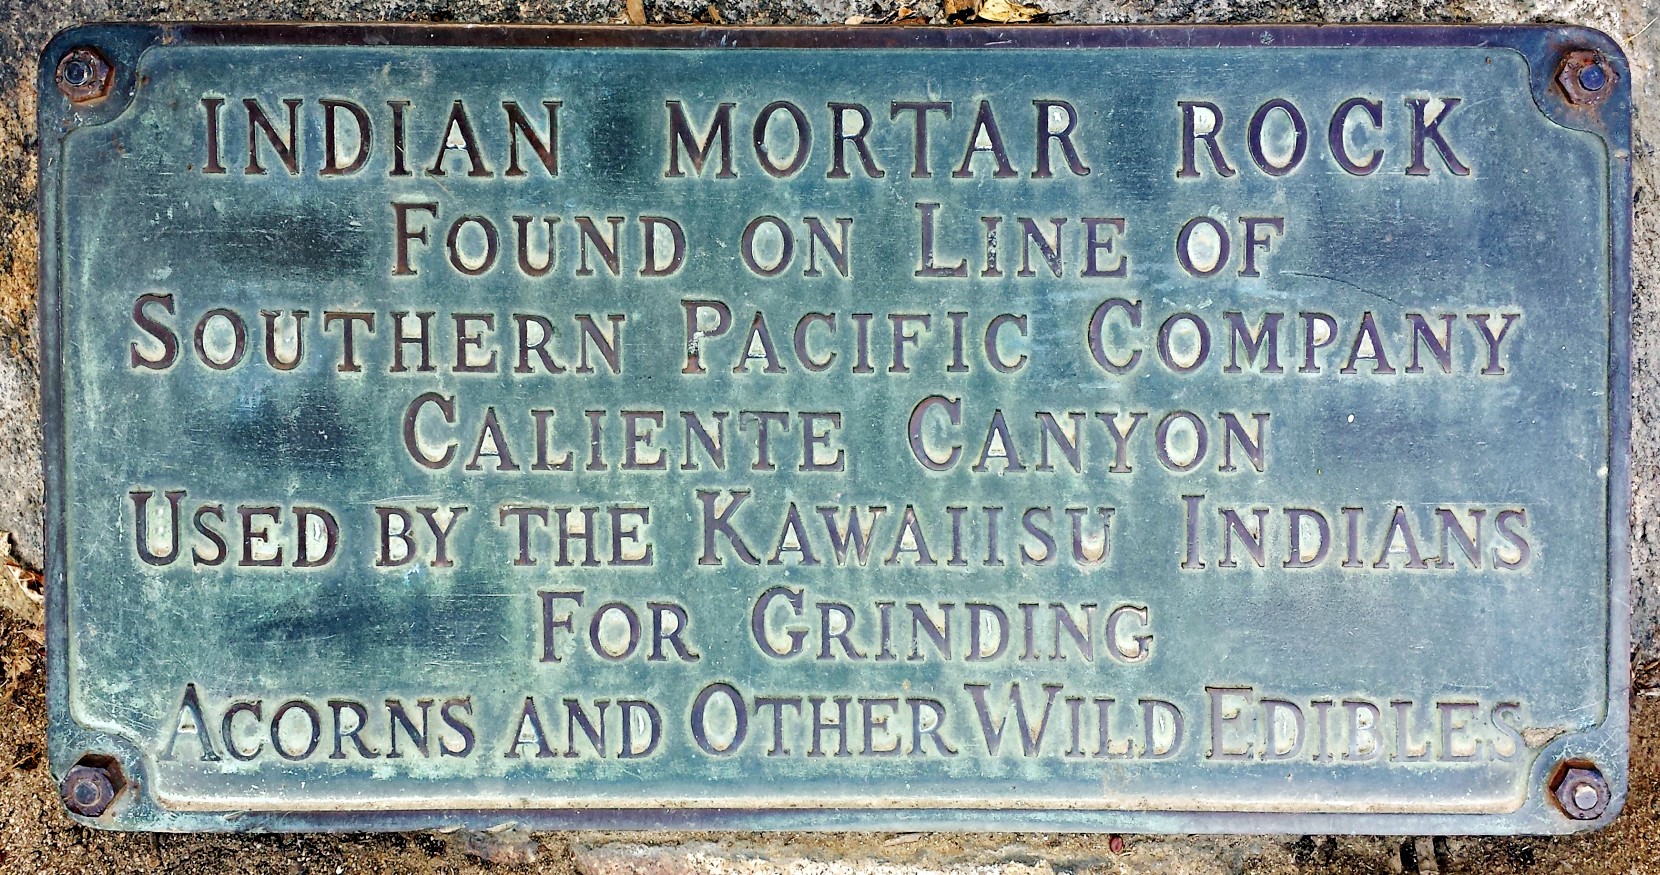 INDIAN MORTAR ROCK
FOUND ON LINE OF
SOUTHERN PACIFIC COMPANY
CALIENTE CANYON
USED BY THE KAWAIISU INDIANS
FOR GRINDING
ACORNS AND OTHER WILD EDIBLES